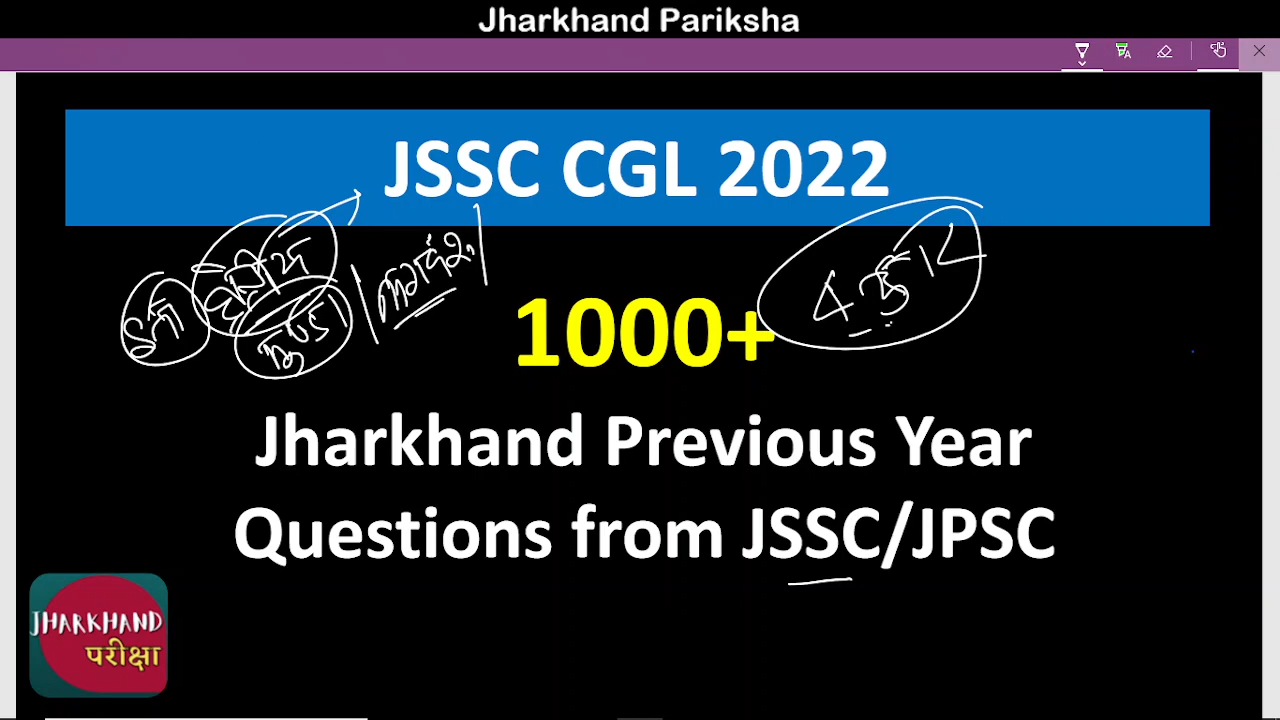 Jharkhand Pariksha
JSSC CGL 2022
1000+
Jharkhand Previous Year
Questions from JSSC/JPSC
JHARKHAND
परीक्षा